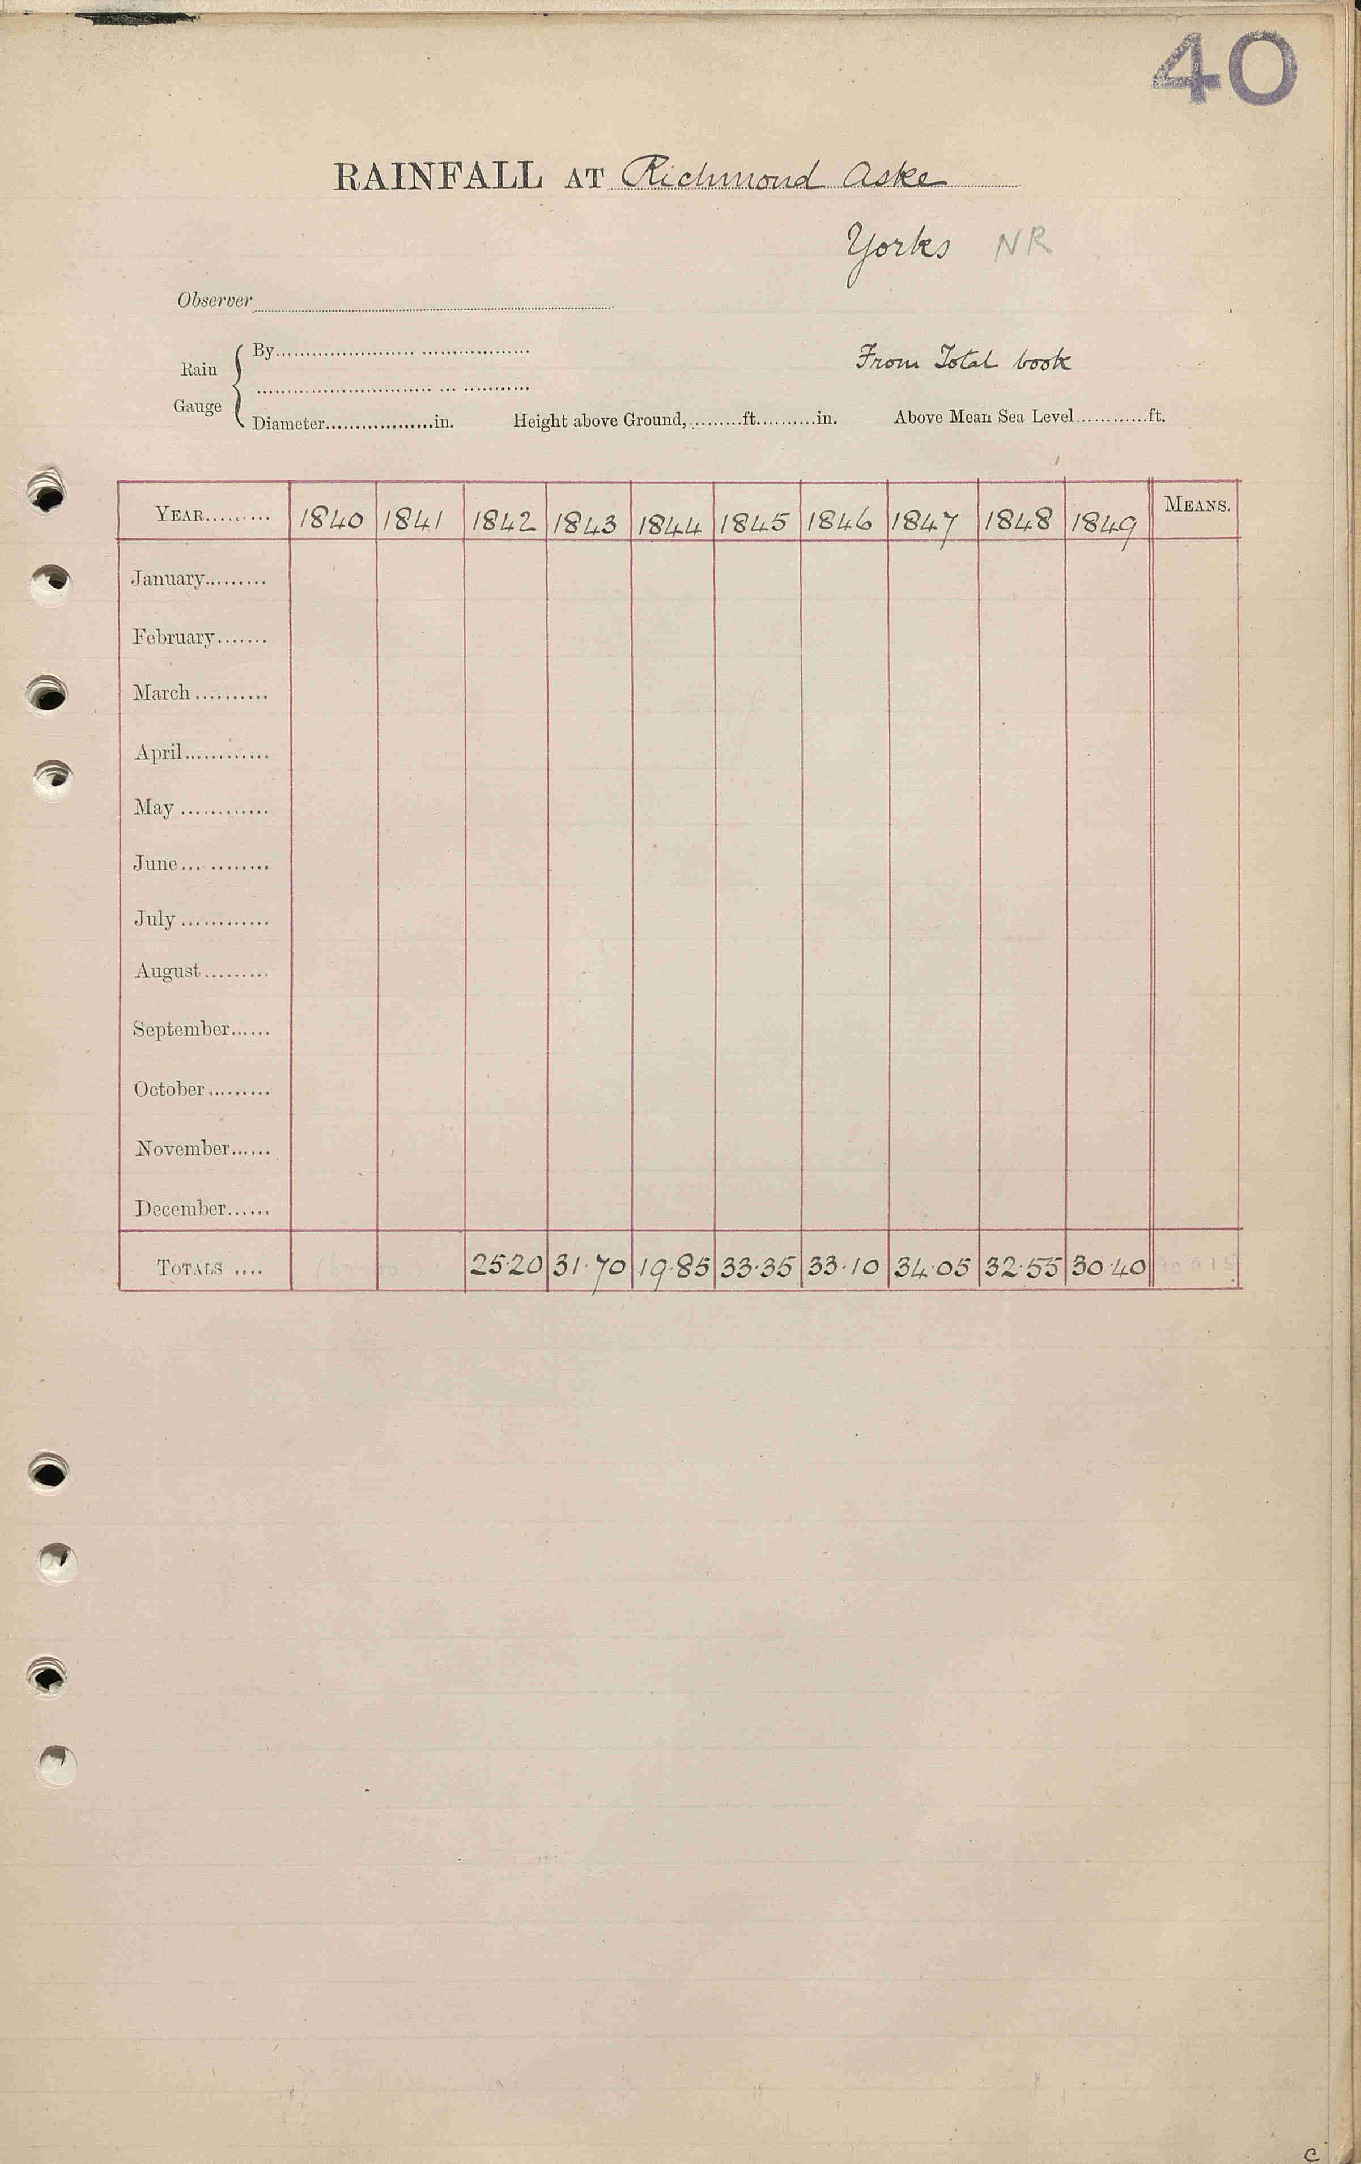 40
RAINFALL AT Richmond Aske
Yorks NR
Observer
Rain Gauge
By
From Total book
Diameter in. Height above Ground, ft. in. Above Mean Sea Level ft.
YEAR 1840 1841 1842 1843 1844 1845 1846 1847 1848 1849 MEANS.
January
February
March
April
May
June
July
August
September
October
November
December
TOTALS 25.20 31.70 19.85 33.35 33.10 34.05 32.55 30.40
c